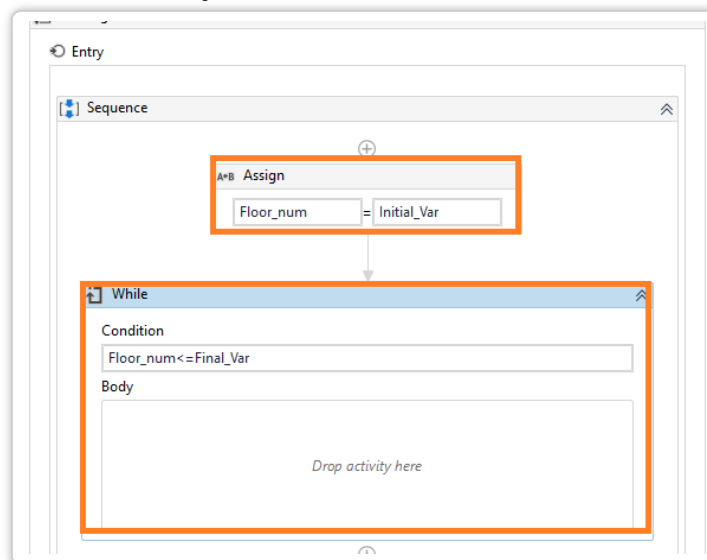 Entry
Sequence
A*B Assign
Floor_num = Initial_Var
While
Condition
Floor_num<=Final_Var
Body
Drop activity here